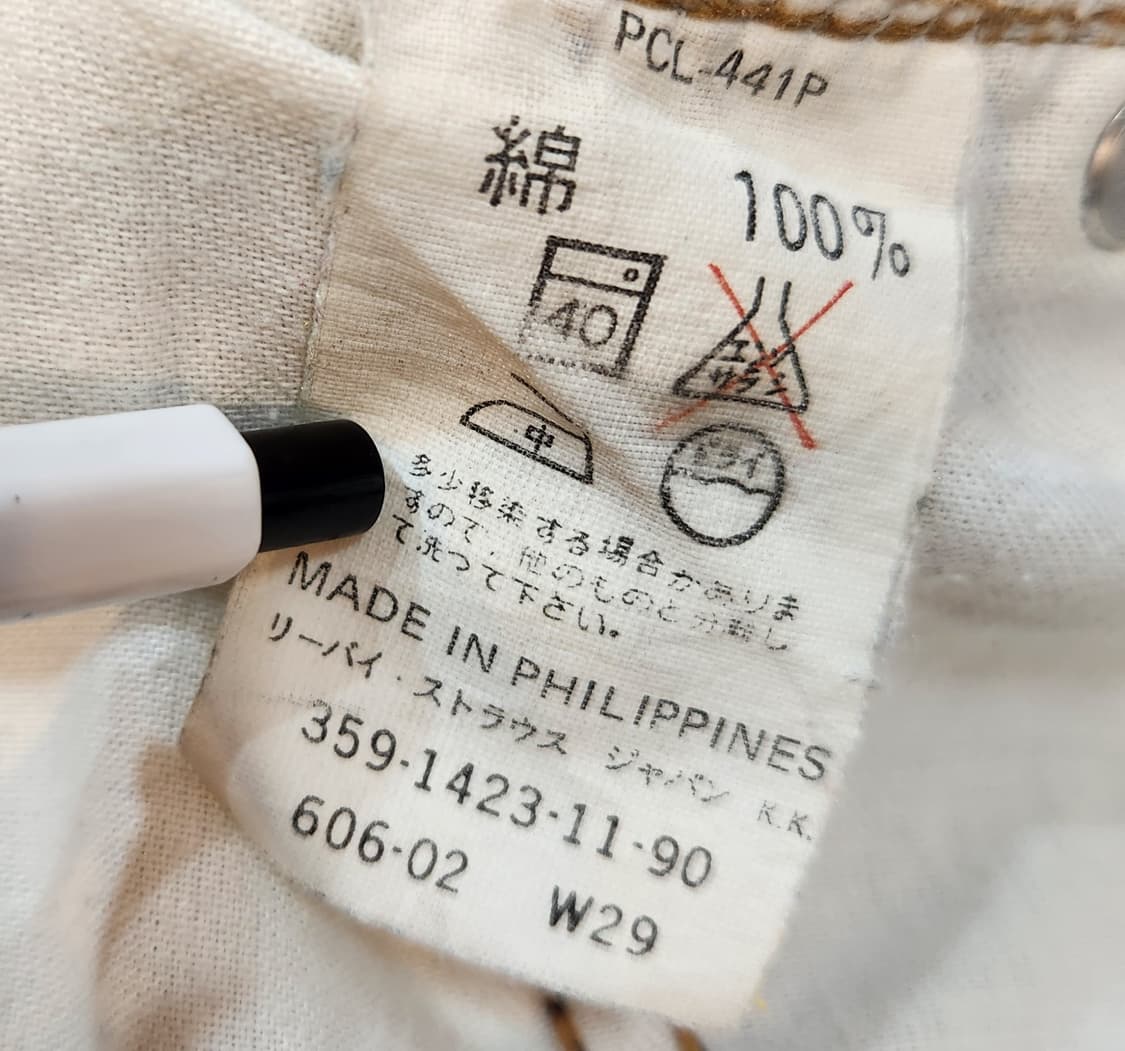 PCL-441P
綿 100%
40 エンソ サラシ
中 ドライ
多少移染する場合がありま
すので、他のものと分離し
て洗って下さい。
MADE IN PHILIPPINES
リーバイ・ストラウス ジャパン K.K.
359-1423-11-90
606-02 W29